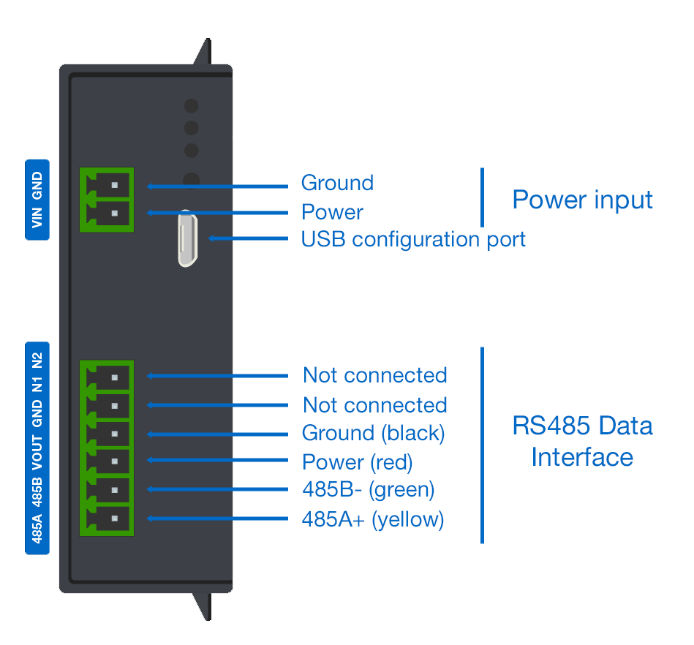 VIN GND
Ground
Power
USB configuration port
Power input
485A 485B VOUT GND N1 N2
Not connected
Not connected
Ground (black)
Power (red)
485B- (green)
485A+ (yellow)
RS485 Data
Interface